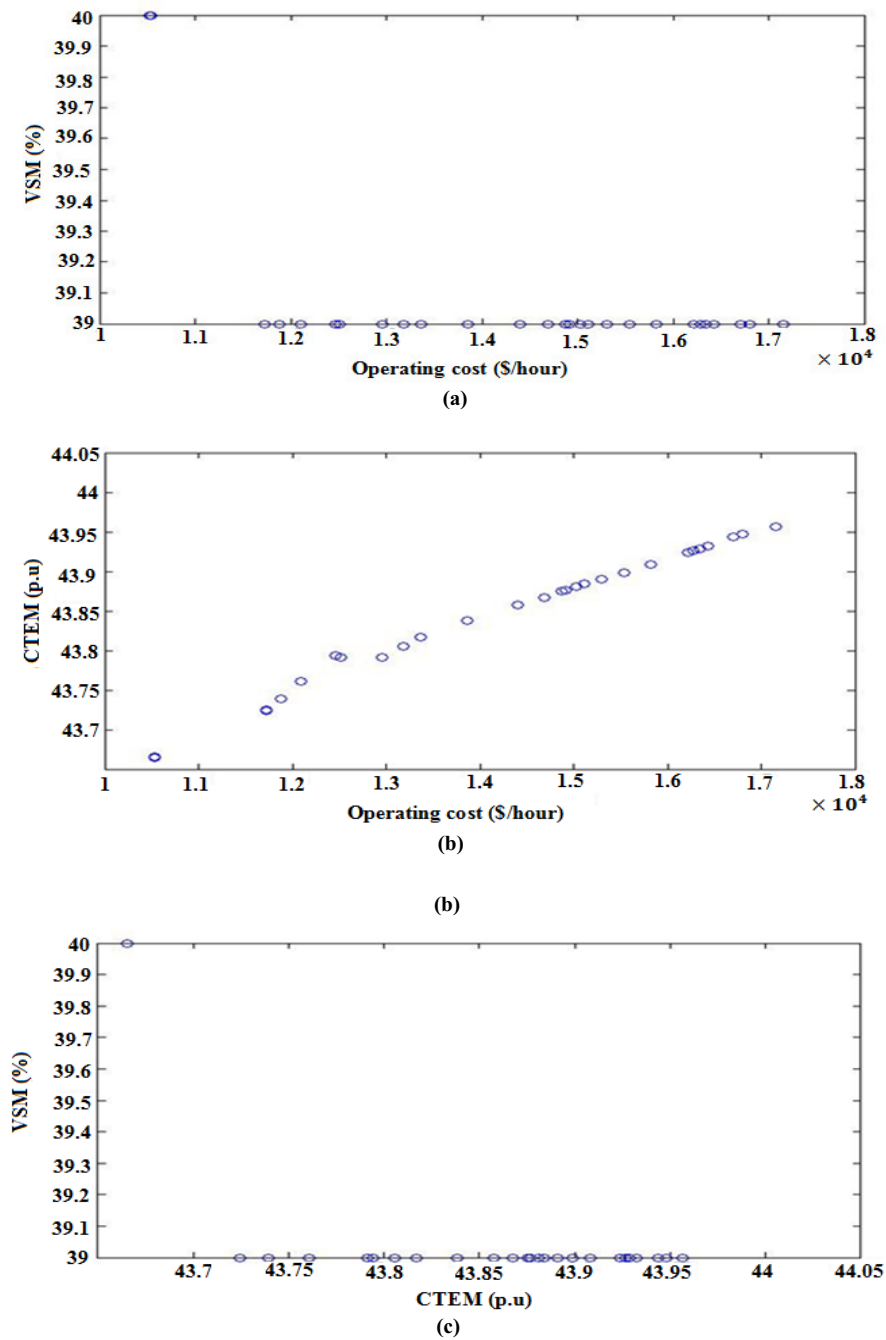 40
39.9
39.8
39.7
39.6
39.5
39.4
39.3
39.2
39.1
39
VSM (%)
1 1.1 1.2 1.3 1.4 1.5 1.6 1.7 1.8
Operating cost ($/hour) × 10⁴
(a)
44.05
44
43.95
43.9
43.85
43.8
43.75
43.7
CTEM (p.u)
1 1.1 1.2 1.3 1.4 1.5 1.6 1.7 1.8
Operating cost ($/hour) × 10⁴
(b)
(b)
40
39.9
39.8
39.7
39.6
39.5
39.4
39.3
39.2
39.1
39
VSM (%)
43.7 43.75 43.8 43.85 43.9 43.95 44 44.05
CTEM (p.u)
(c)